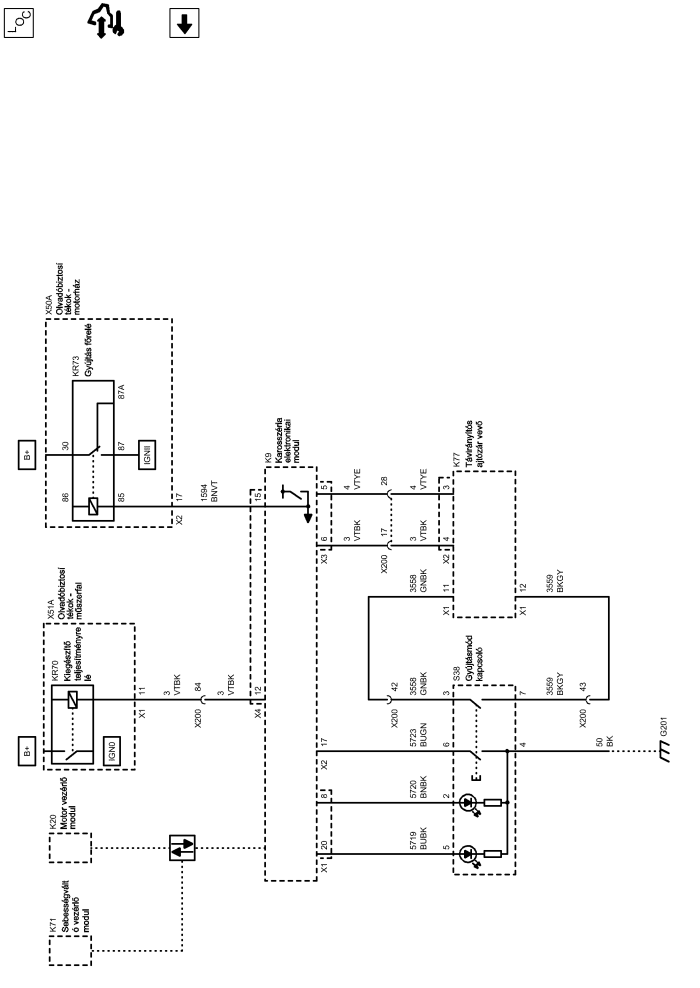 LOC
X50A
Olvadóbiztosí
tékok -
motorház
KR73
Gyújtás főrelé
B+
30
87A
86
87
85
IGNII
17
X2
1594
BNVT
15
K9
Karosszéria
elektronikai
modul
X51A
Olvadóbiztosí
tékok -
műszerfal
KR70
Kiegészítő
teljesítményre
lé
B+
IGN0
11
X1
3
VTBK
84
X200
3
VTBK
12
X4
K20
Motor vezérlő
modul
K71
Sebességvált
ó vezérlő
modul
5
4
VTYE
28
4
VTYE
3
6
X3
3
VTBK
17
X200
3
VTBK
4
X2
K77
Távirányítós
ajtózár vevő
3558
GNBK
11
X1
12
X1
3559
BKGY
42
X200
3558
GNBK
3
S38
Gyújtásmód
kapcsoló
7
3559
BKGY
43
X200
17
X2
5723
BUGN
6
4
50
BK
G201
8
5720
BNBK
2
20
X1
5719
BUBK
5